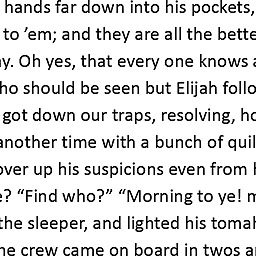 hands far down into his pockets,
to ’em; and they are all the bette
y. Oh yes, that every one knows a
ho should be seen but Elijah follo
got down our traps, resolving, ho
another time with a bunch of quil
over up his suspicions even from
e? “Find who?” “Morning to ye! m
the sleeper, and lighted his tomah
he crew came on board in twos a